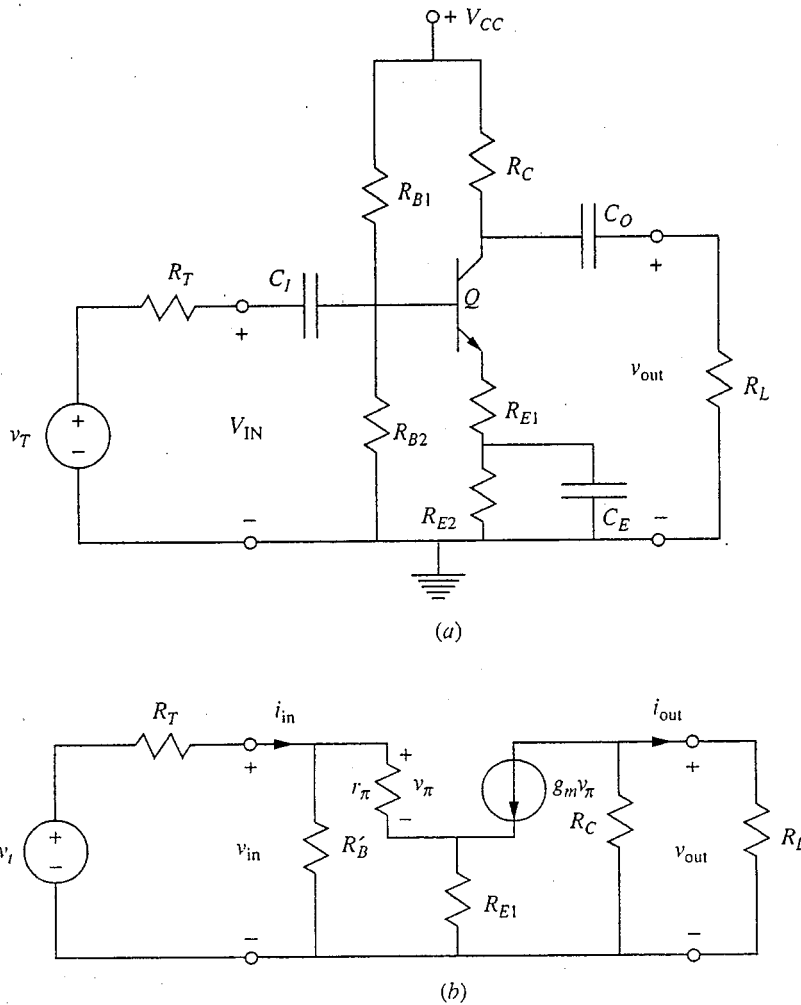 + V_CC
R_B1
R_C
C_O
R_T
C_I
Q
+
+
v_T
+
−
V_IN
R_B2
R_E1
v_out
R_L
R_E2
C_E
−
−
(a)
R_T
i_in
i_out
+
+
r_π
+
v_π
−
g_m v_π
+
−
v_in
R′_B
R_C
v_out
R_E1
−
−
(b)